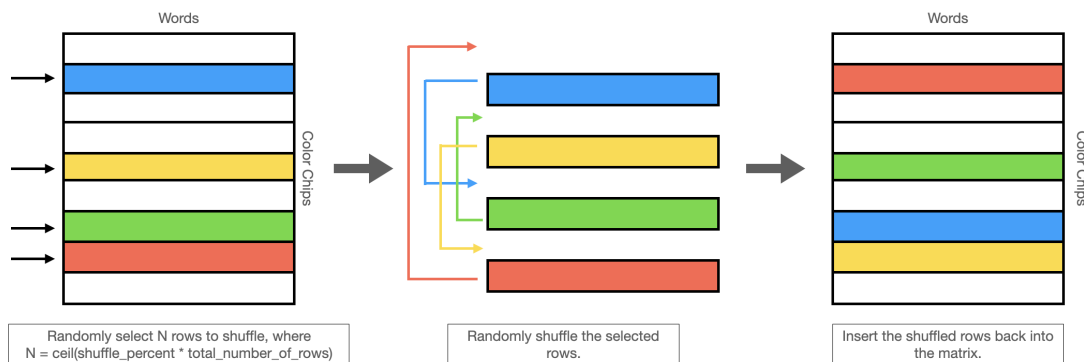 Words
Color Chips
Randomly select N rows to shuffle, where
N = ceil(shuffle_percent * total_number_of_rows)
Randomly shuffle the selected
rows.
Words
Color Chips
Insert the shuffled rows back into
the matrix.